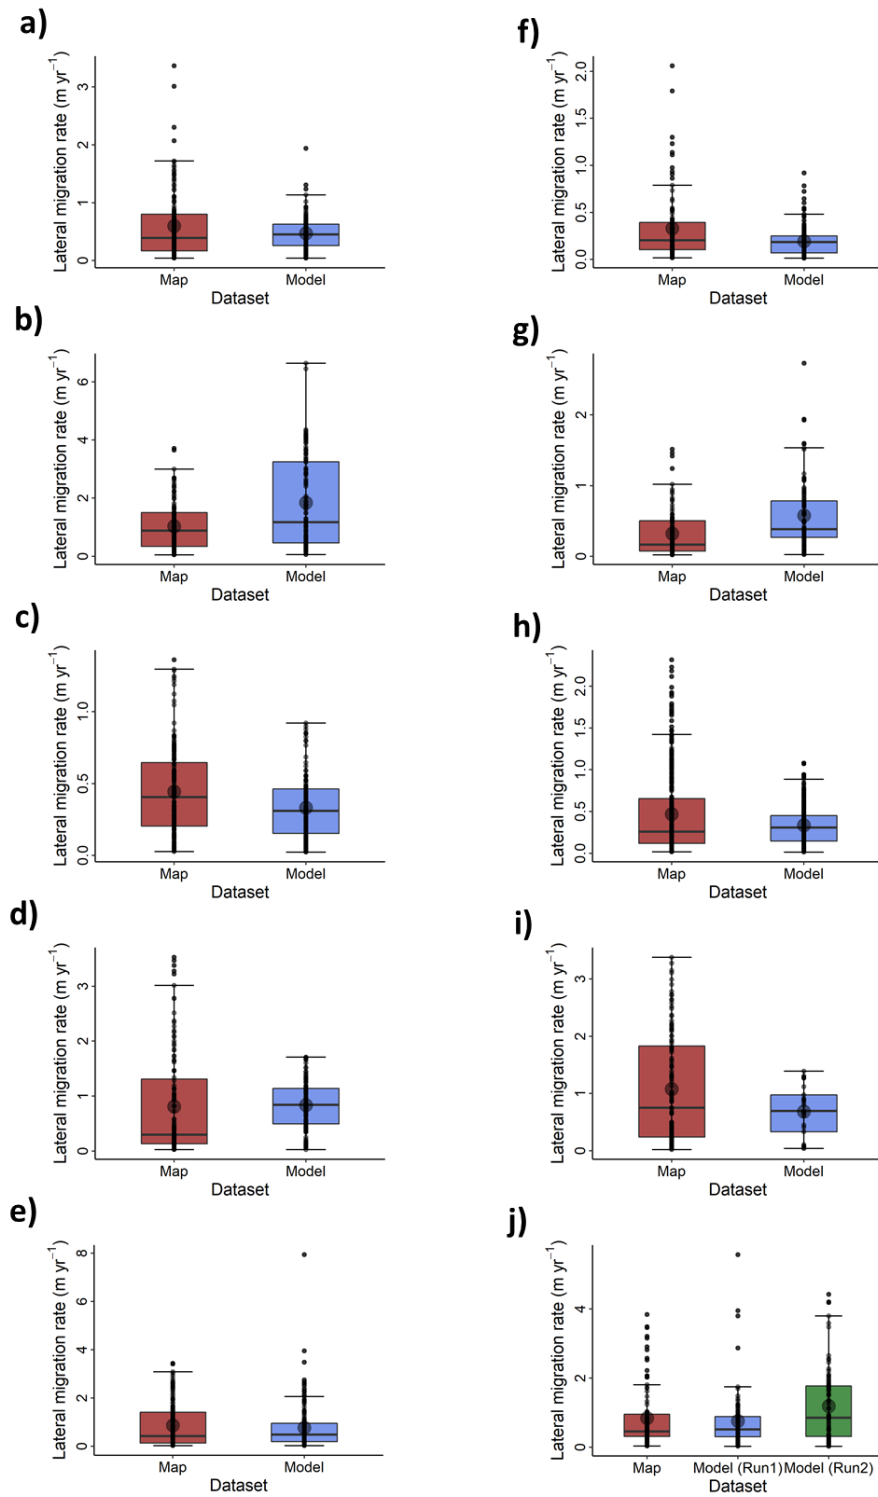 a)
Lateral migration rate (m yr⁻¹)
3
2
1
0
Map Model
Dataset
f)
Lateral migration rate (m yr⁻¹)
2.0
1.5
1.0
0.5
0.0
Map Model
Dataset
b)
Lateral migration rate (m yr⁻¹)
6
4
2
0
Map Model
Dataset
g)
Lateral migration rate (m yr⁻¹)
2
1
0
Map Model
Dataset
c)
Lateral migration rate (m yr⁻¹)
1.0
0.5
0.0
Map Model
Dataset
h)
Lateral migration rate (m yr⁻¹)
2.0
1.5
1.0
0.5
0.0
Map Model
Dataset
d)
Lateral migration rate (m yr⁻¹)
3
2
1
0
Map Model
Dataset
i)
Lateral migration rate (m yr⁻¹)
3
2
1
0
Map Model
Dataset
e)
Lateral migration rate (m yr⁻¹)
8
6
4
2
0
Map Model
Dataset
j)
Lateral migration rate (m yr⁻¹)
4
2
0
Map Model (Run1) Model (Run2)
Dataset